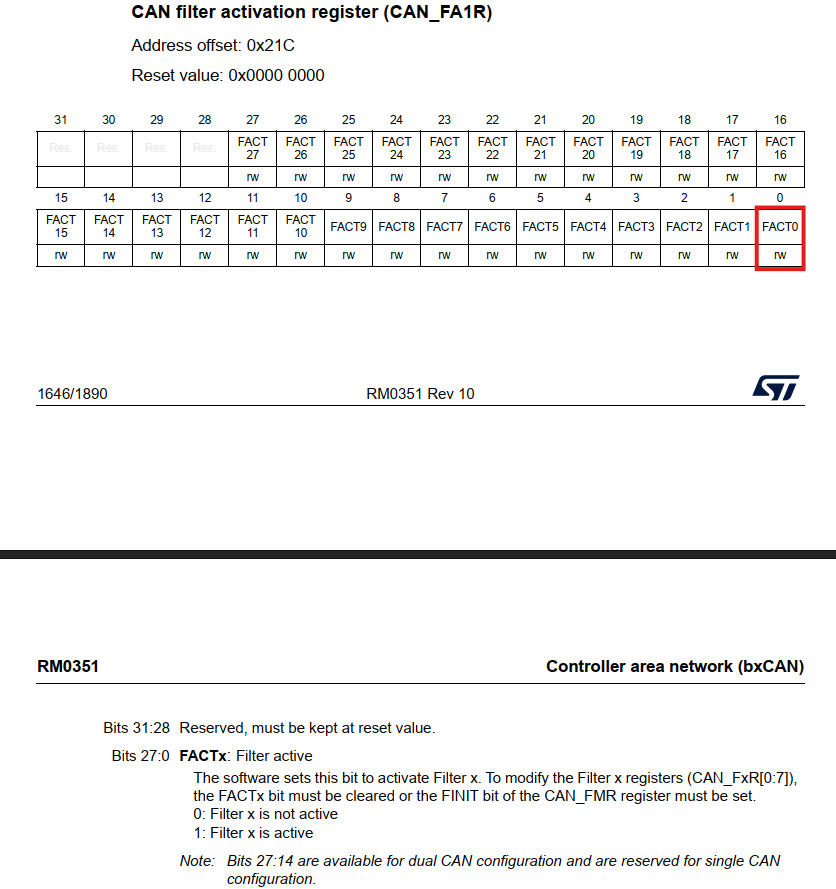 CAN filter activation register (CAN_FA1R)
Address offset: 0x21C
Reset value: 0x0000 0000
31 30 29 28 27 26 25 24 23 22 21 20 19 18 17 16
Res. Res. Res. Res. FACT 27 FACT 26 FACT 25 FACT 24 FACT 23 FACT 22 FACT 21 FACT 20 FACT 19 FACT 18 FACT 17 FACT 16
rw rw rw rw rw rw rw rw rw rw rw rw
15 14 13 12 11 10 9 8 7 6 5 4 3 2 1 0
FACT 15 FACT 14 FACT 13 FACT 12 FACT 11 FACT 10 FACT9 FACT8 FACT7 FACT6 FACT5 FACT4 FACT3 FACT2 FACT1 FACT0
rw rw rw rw rw rw rw rw rw rw rw rw rw rw rw rw
1646/1890 RM0351 Rev 10 ST
RM0351 Controller area network (bxCAN)
Bits 31:28 Reserved, must be kept at reset value.
Bits 27:0 FACTx: Filter active
The software sets this bit to activate Filter x. To modify the Filter x registers (CAN_FxR[0:7]),
the FACTx bit must be cleared or the FINIT bit of the CAN_FMR register must be set.
0: Filter x is not active
1: Filter x is active
Note: Bits 27:14 are available for dual CAN configuration and are reserved for single CAN
configuration.